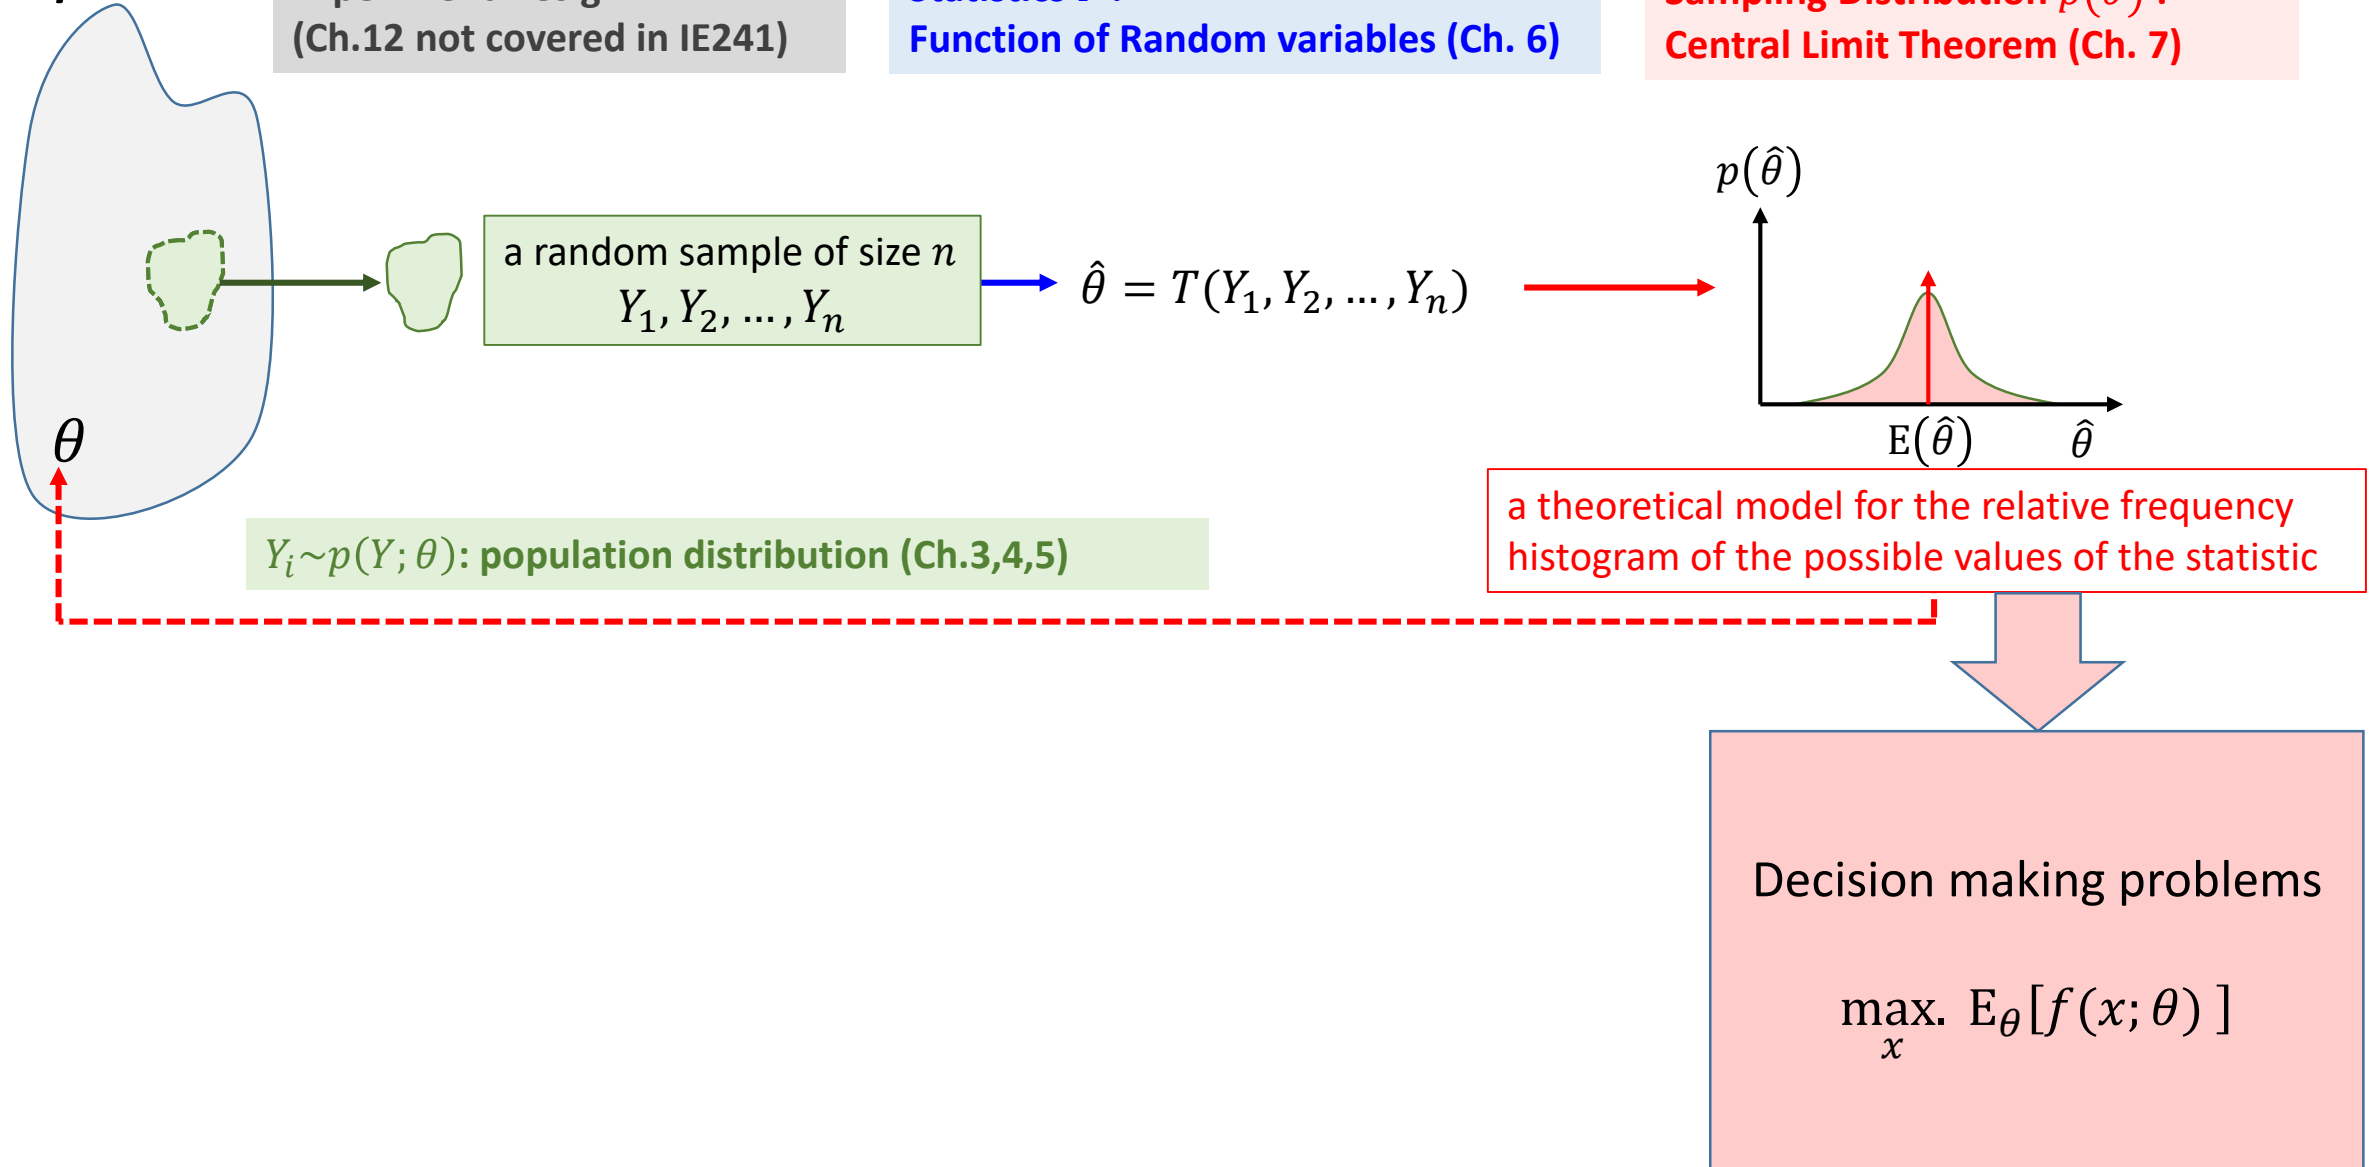 (Ch.12 not covered in IE241)
Function of Random variables (Ch. 6)
Sampling Distribution p(θ̂) :
Central Limit Theorem (Ch. 7)
p(θ̂)
a random sample of size n
Y₁, Y₂, … , Yₙ
θ̂ = T(Y₁, Y₂, … , Yₙ)
E(θ̂)
θ̂
θ
a theoretical model for the relative frequency
histogram of the possible values of the statistic
Yᵢ~p(Y; θ): population distribution (Ch.3,4,5)
Decision making problems
max. E_θ[f(x; θ) ]
x